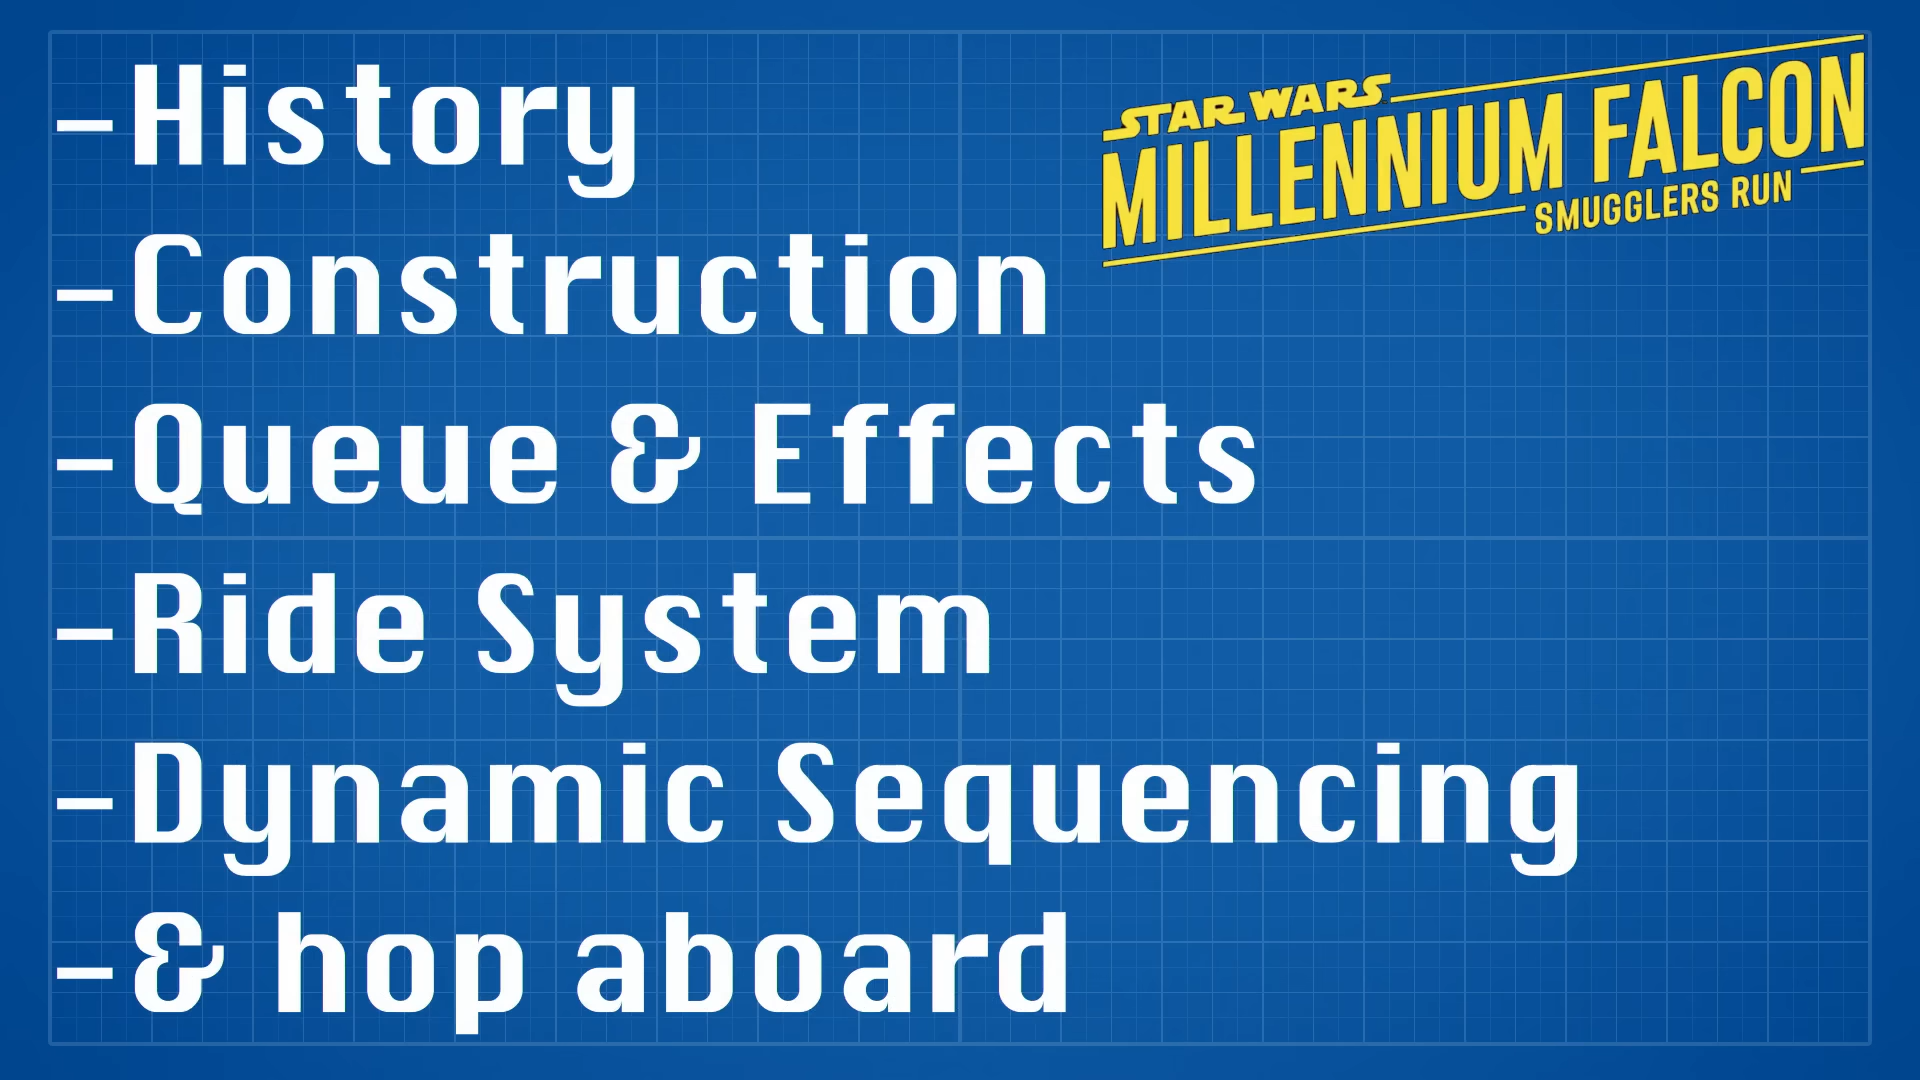 -History
-Construction
-Queue & Effects
-Ride System
-Dynamic Sequencing
-& hop aboard
STAR WARS
MILLENNIUM FALCON
SMUGGLERS RUN